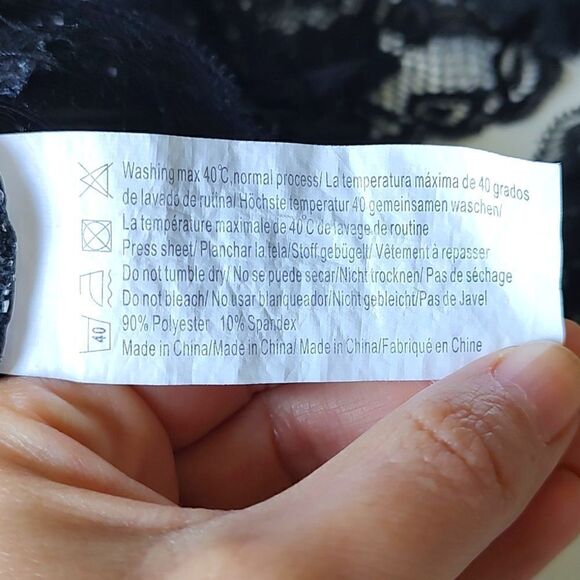 Washing max 40℃,normal process/ La temperatura máxima de 40 grados
de lavado de rutina/ Höchste temperatur 40 gemeinsamen waschen/
La température maximale de 40℃ de lavage de routine
Press sheet/ Planchar la tela/Stoff gebügelt/ Vêtement à repasser
Do not tumble dry/ No se puede secar/Nicht trocknen/ Pas de séchage
Do not bleach/ No usar blanqueador/Nicht gebleicht/Pas de Javel
90% Polyester 10% Spandex
Made in China/Made in China/ Made in China/Fabriqué en Chine
40